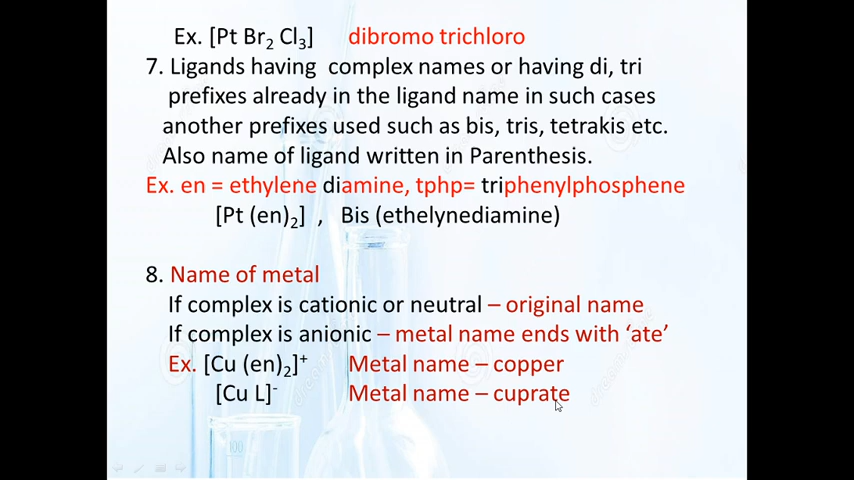 Ex. [Pt Br2 Cl3] dibromo trichloro
7. Ligands having complex names or having di, tri
prefixes already in the ligand name in such cases
another prefixes used such as bis, tris, tetrakis etc.
Also name of ligand written in Parenthesis.
Ex. en = ethylene diamine, tphp= triphenylphosphene
[Pt (en)2] , Bis (ethelynediamine)
8. Name of metal
If complex is cationic or neutral – original name
If complex is anionic – metal name ends with ‘ate’
Ex. [Cu (en)2]+ Metal name – copper
[Cu L]- Metal name – cuprate
100